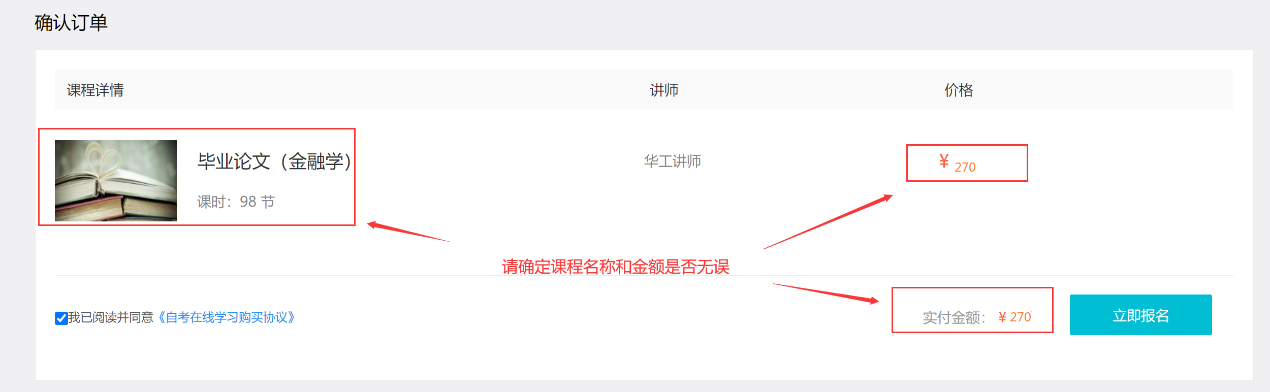 确认订单
课程详情 讲师 价格
毕业论文（金融学） 华工讲师 ¥ 270
课时：98 节
请确定课程名称和金额是否无误
我已阅读并同意《自考在线学习购买协议》 实付金额： ¥ 270 立即报名